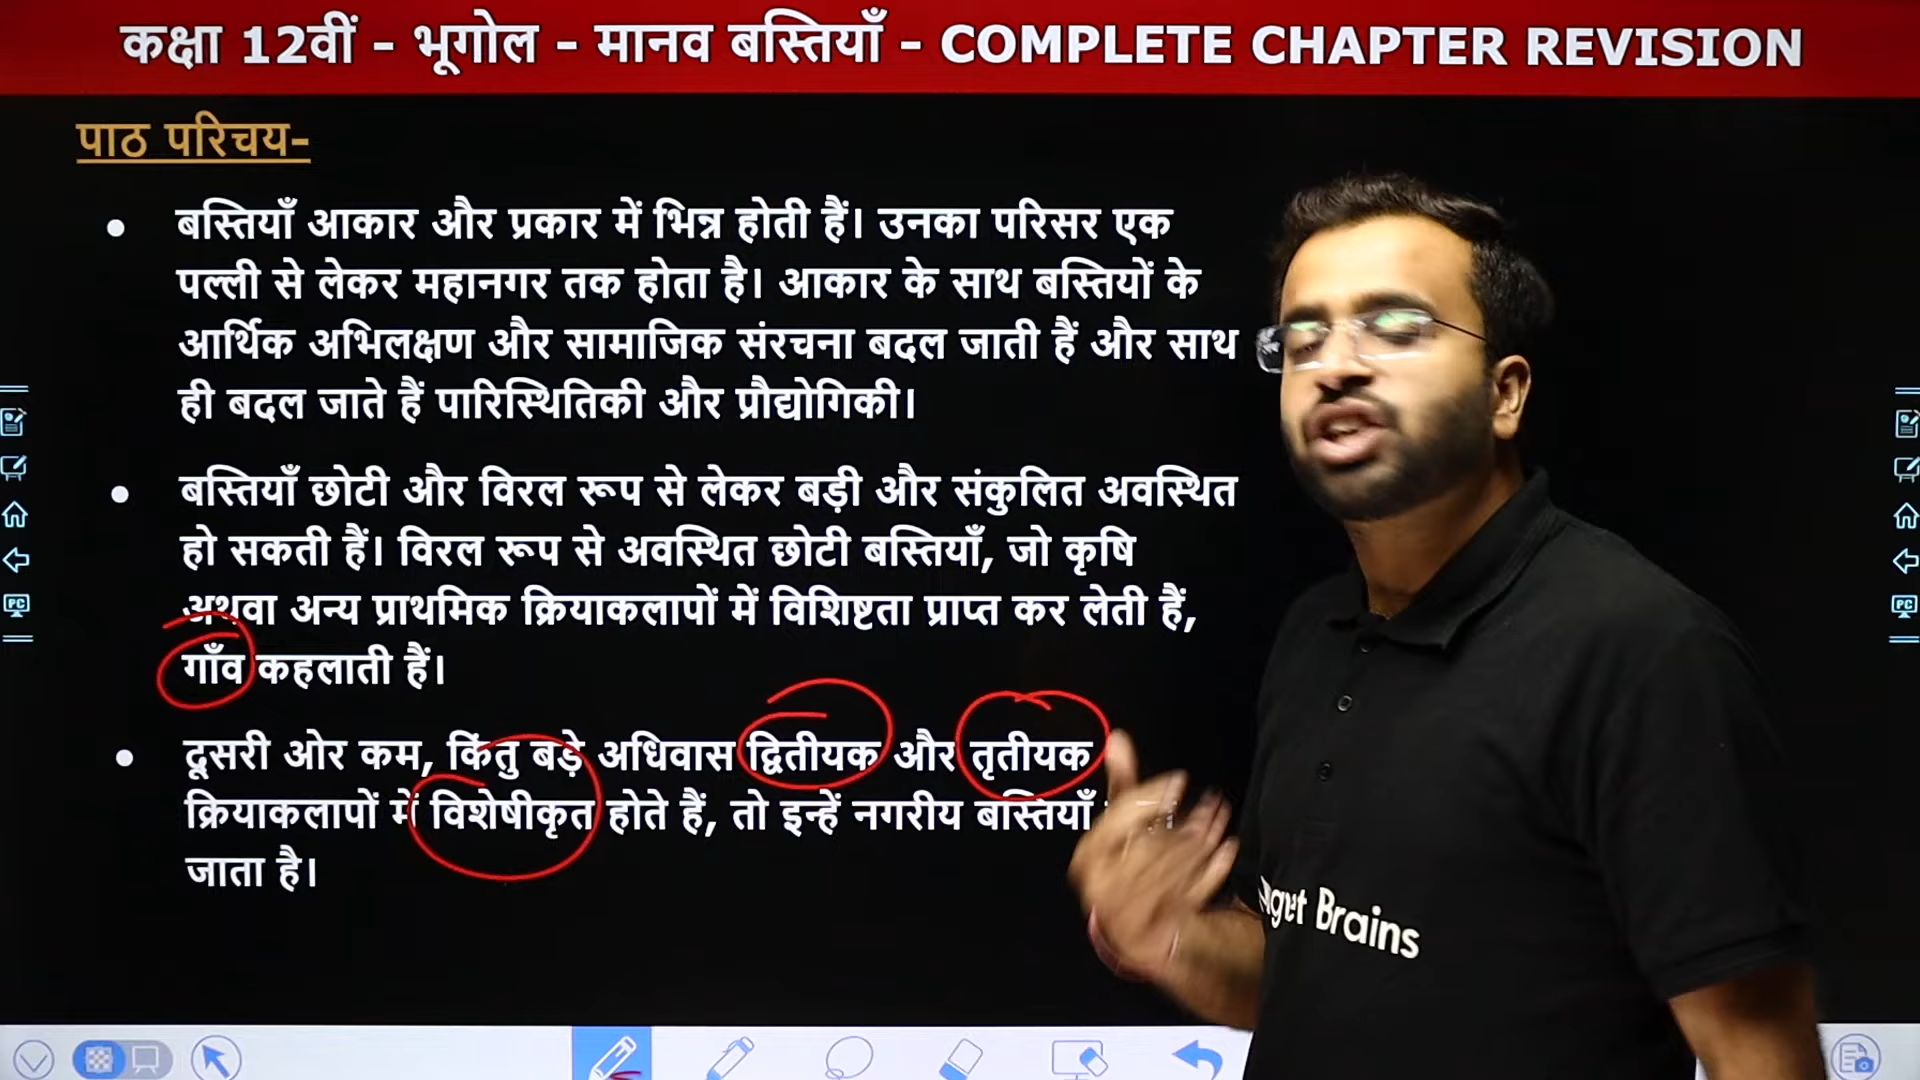 कक्षा 12वीं - भूगोल - मानव बस्तियाँ - COMPLETE CHAPTER REVISION
पाठ परिचय-
• बस्तियाँ आकार और प्रकार में भिन्न होती हैं। उनका परिसर एक
पल्ली से लेकर महानगर तक होता है। आकार के साथ बस्तियों के
आर्थिक अभिलक्षण और सामाजिक संरचना बदल जाती हैं और साथ
ही बदल जाते हैं पारिस्थितिकी और प्रौद्योगिकी।
• बस्तियाँ छोटी और विरल रूप से लेकर बड़ी और संकुलित अवस्थित
हो सकती हैं। विरल रूप से अवस्थित छोटी बस्तियाँ, जो कृषि
अथवा अन्य प्राथमिक क्रियाकलापों में विशिष्टता प्राप्त कर लेती हैं,
गाँव कहलाती हैं।
• दूसरी ओर कम, किंतु बड़े अधिवास द्वितीयक और तृतीयक
क्रियाकलापों में विशेषीकृत होते हैं, तो इन्हें नगरीय बस्तियाँ
जाता है।
Brains
PC
PC